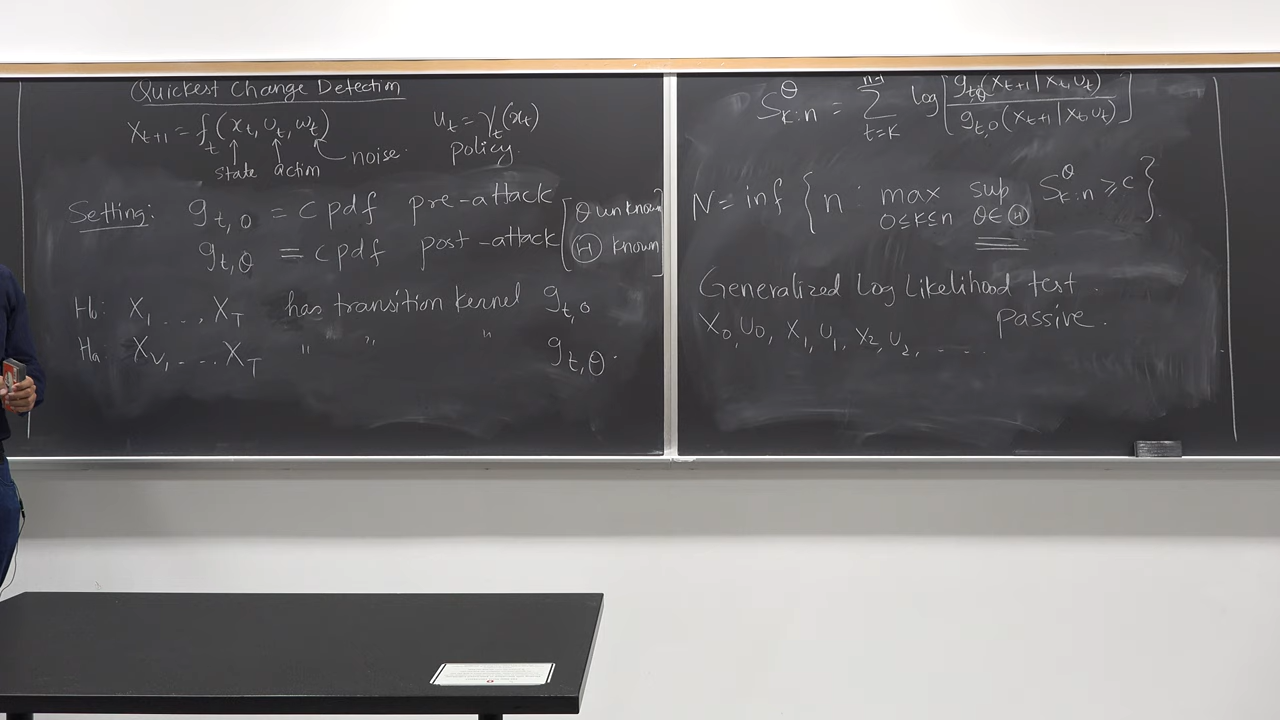 Quickest Change Detection
X_{t+1} = f_t(x_t, u_t, w_t)
u_t = γ_t(x_t)
state action noise.
policy.
Setting: g_{t,0} = cpdf pre-attack [θ unknown
g_{t,θ} = cpdf post-attack Ⓗ known]
H_0: X_1, ..., X_T has transition kernel g_{t,0}
H_a: X_ν, ... X_T " " " g_{t,θ}.
S^θ_{k:n} = Σ_{t=k}^{n-1} log [g_{t,θ}(X_{t+1}|X_t, U_t) / g_{t,0}(X_{t+1}|X_t, U_t)]
N = inf {n : max_{0≤k≤n} sup_{θ∈Ⓗ} S^θ_{k:n} ≥ c}.
Generalized Log Likelihood test.
passive.
X_0, U_0, X_1, U_1, X_2, U_2, ....